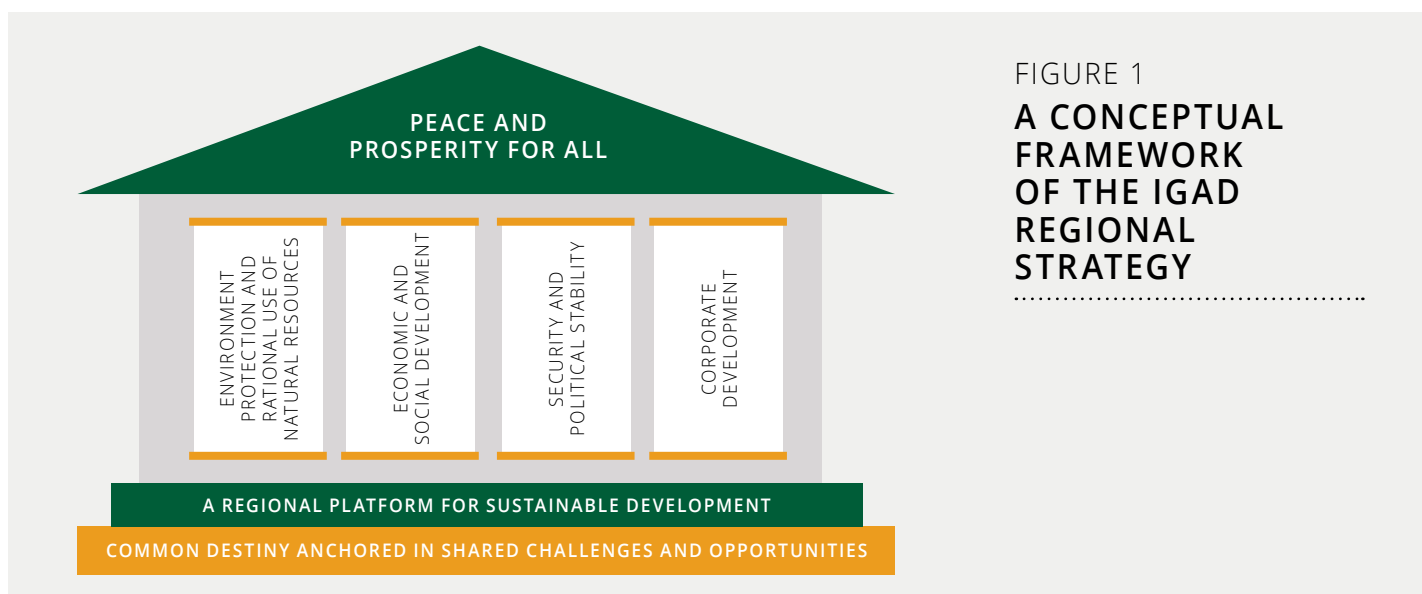 PEACE AND
PROSPERITY FOR ALL
ENVIRONMENT
PROTECTION AND
RATIONAL USE OF
NATURAL RESOURCES
ECONOMIC AND
SOCIAL DEVELOPMENT
SECURITY AND
POLITICAL STABILITY
CORPORATE
DEVELOPMENT
A REGIONAL PLATFORM FOR SUSTAINABLE DEVELOPMENT
COMMON DESTINY ANCHORED IN SHARED CHALLENGES AND OPPORTUNITIES
FIGURE 1
A CONCEPTUAL
FRAMEWORK
OF THE IGAD
REGIONAL
STRATEGY